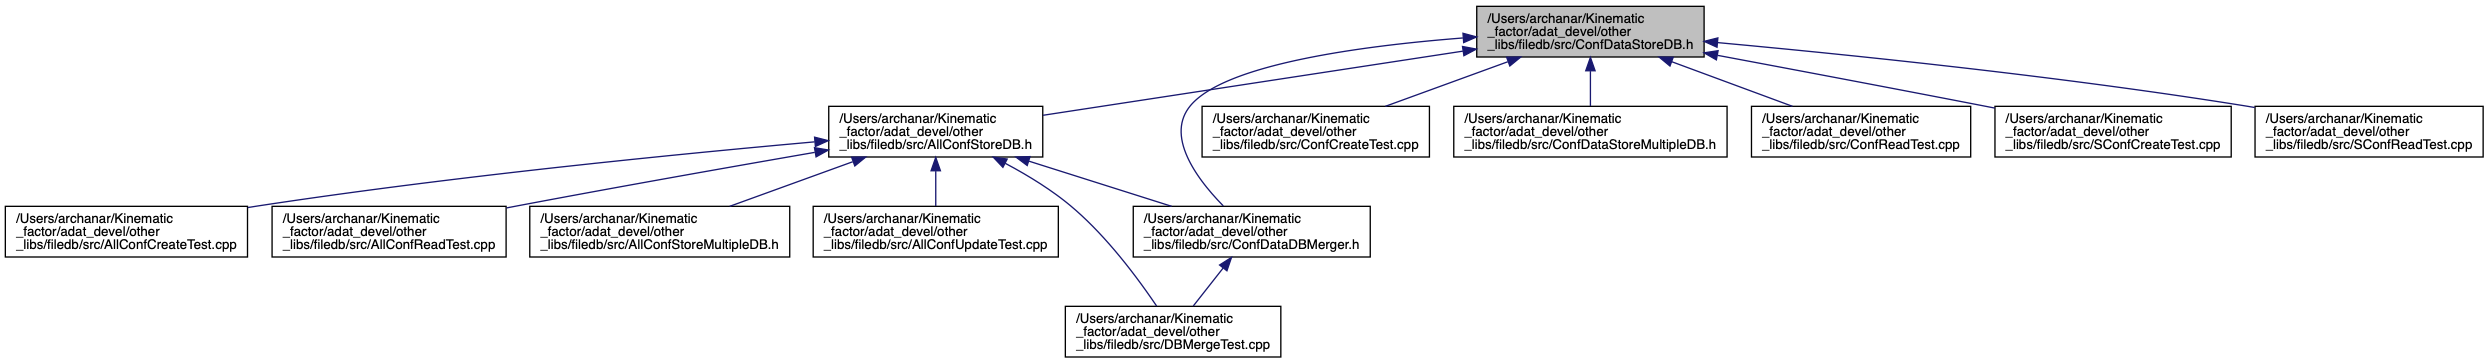 /Users/archanar/Kinematic
_factor/adat_devel/other
_libs/filedb/src/ConfDataStoreDB.h
/Users/archanar/Kinematic
_factor/adat_devel/other
_libs/filedb/src/AllConfStoreDB.h
/Users/archanar/Kinematic
_factor/adat_devel/other
_libs/filedb/src/ConfCreateTest.cpp
/Users/archanar/Kinematic
_factor/adat_devel/other
_libs/filedb/src/ConfDataStoreMultipleDB.h
/Users/archanar/Kinematic
_factor/adat_devel/other
_libs/filedb/src/ConfReadTest.cpp
/Users/archanar/Kinematic
_factor/adat_devel/other
_libs/filedb/src/SConfCreateTest.cpp
/Users/archanar/Kinematic
_factor/adat_devel/other
_libs/filedb/src/SConfReadTest.cpp
/Users/archanar/Kinematic
_factor/adat_devel/other
_libs/filedb/src/AllConfCreateTest.cpp
/Users/archanar/Kinematic
_factor/adat_devel/other
_libs/filedb/src/AllConfReadTest.cpp
/Users/archanar/Kinematic
_factor/adat_devel/other
_libs/filedb/src/AllConfStoreMultipleDB.h
/Users/archanar/Kinematic
_factor/adat_devel/other
_libs/filedb/src/AllConfUpdateTest.cpp
/Users/archanar/Kinematic
_factor/adat_devel/other
_libs/filedb/src/ConfDataDBMerger.h
/Users/archanar/Kinematic
_factor/adat_devel/other
_libs/filedb/src/DBMergeTest.cpp